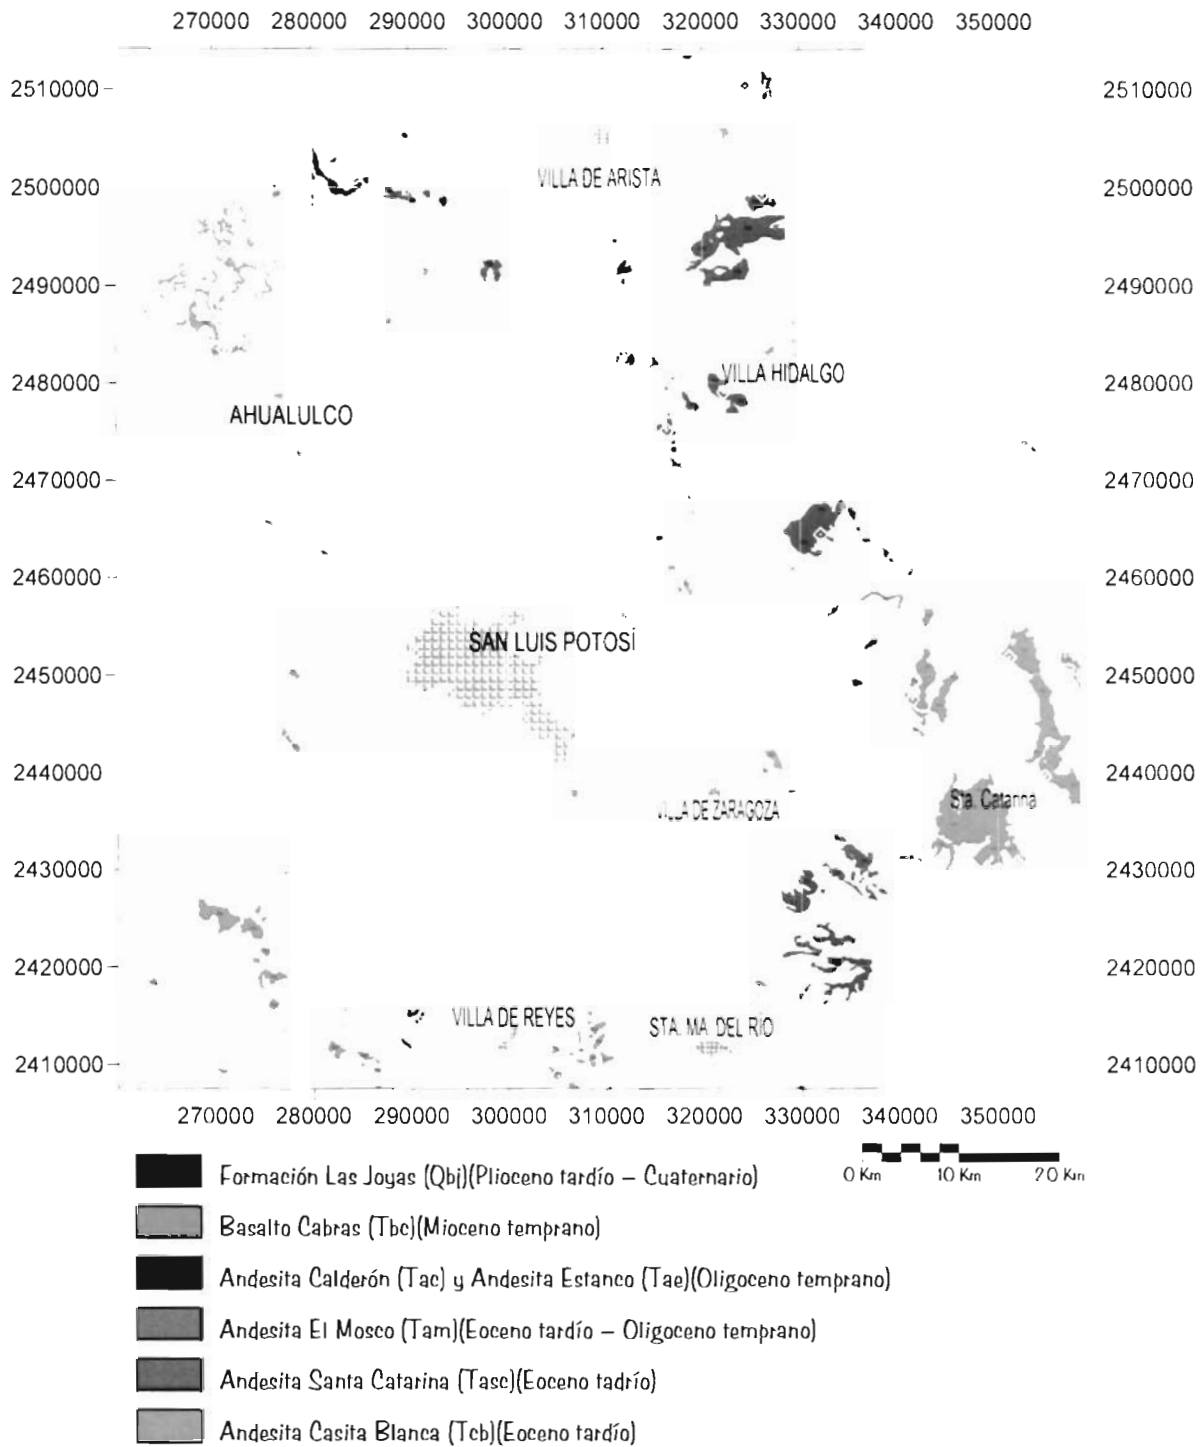 270000 280000 290000 300000 310000 320000 330000 340000 350000
2510000 2510000
VILLA DE ARISTA
2500000 2500000
2490000 2490000
VILLA HIDALGO
2480000 2480000
AHUALULCO
2470000 2470000
2460000 2460000
SAN LUIS POTOSÍ
2450000 2450000
2440000 2440000
Sta. Catarina
VILLA DE ZARAGOZA
2430000 2430000
2420000 2420000
VILLA DE REYES
STA. MA. DEL RÍO
2410000 2410000
270000 280000 290000 300000 310000 320000 330000 340000 350000
0 Km 10 Km 20 Km
Formación Las Joyas (Qbj)(Plioceno tardío – Cuaternario)
Basalto Cabras (Tbc)(Mioceno temprano)
Andesita Calderón (Tac) y Andesita Estanco (Tae)(Oligoceno temprano)
Andesita El Mosco (Tam)(Eoceno tardío – Oligoceno temprano)
Andesita Santa Catarina (Tasc)(Eoceno tadrío)
Andesita Casita Blanca (Tcb)(Eoceno tardío)